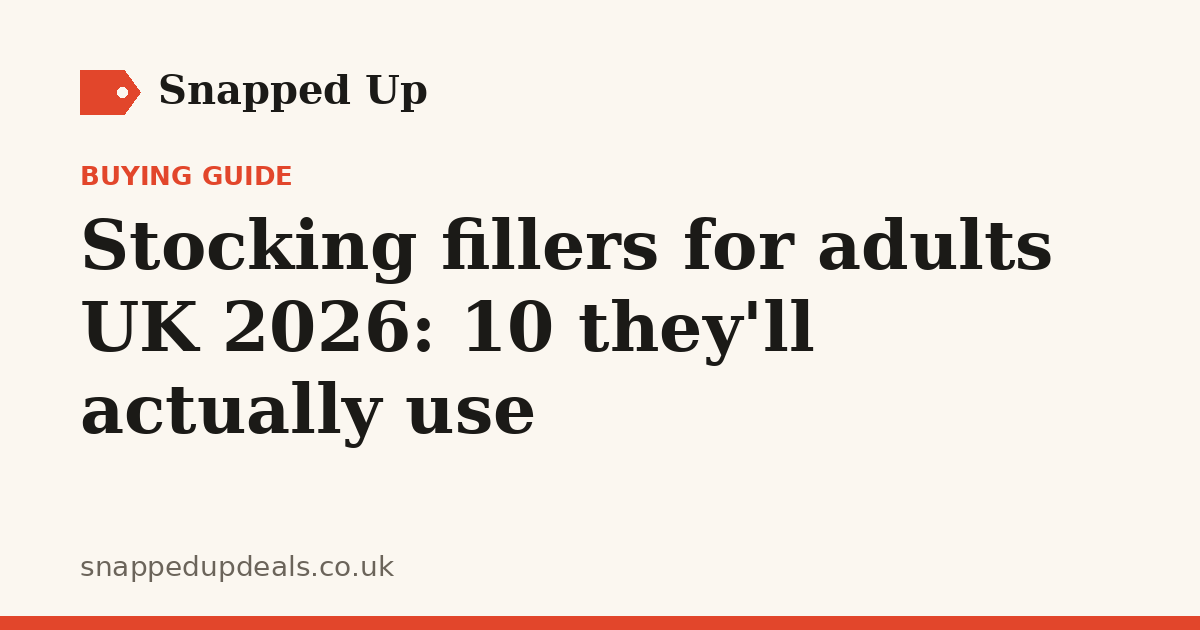 Snapped Up
BUYING GUIDE
Stocking fillers for adults
UK 2026: 10 they'll
actually use
snappedupdeals.co.uk